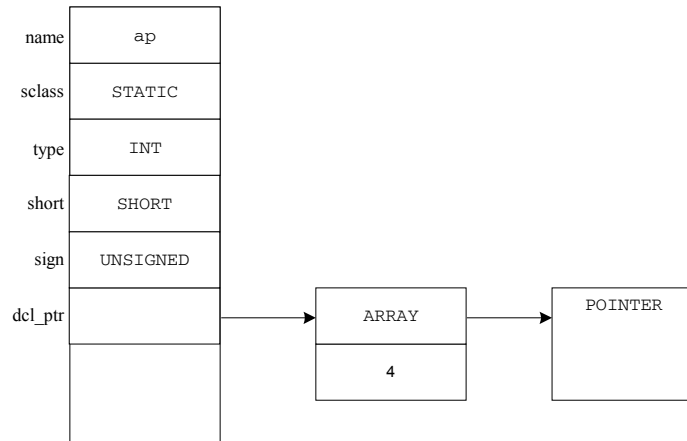 name ap
sclass STATIC
type INT
short SHORT
sign UNSIGNED
dcl_ptr ARRAY POINTER
4